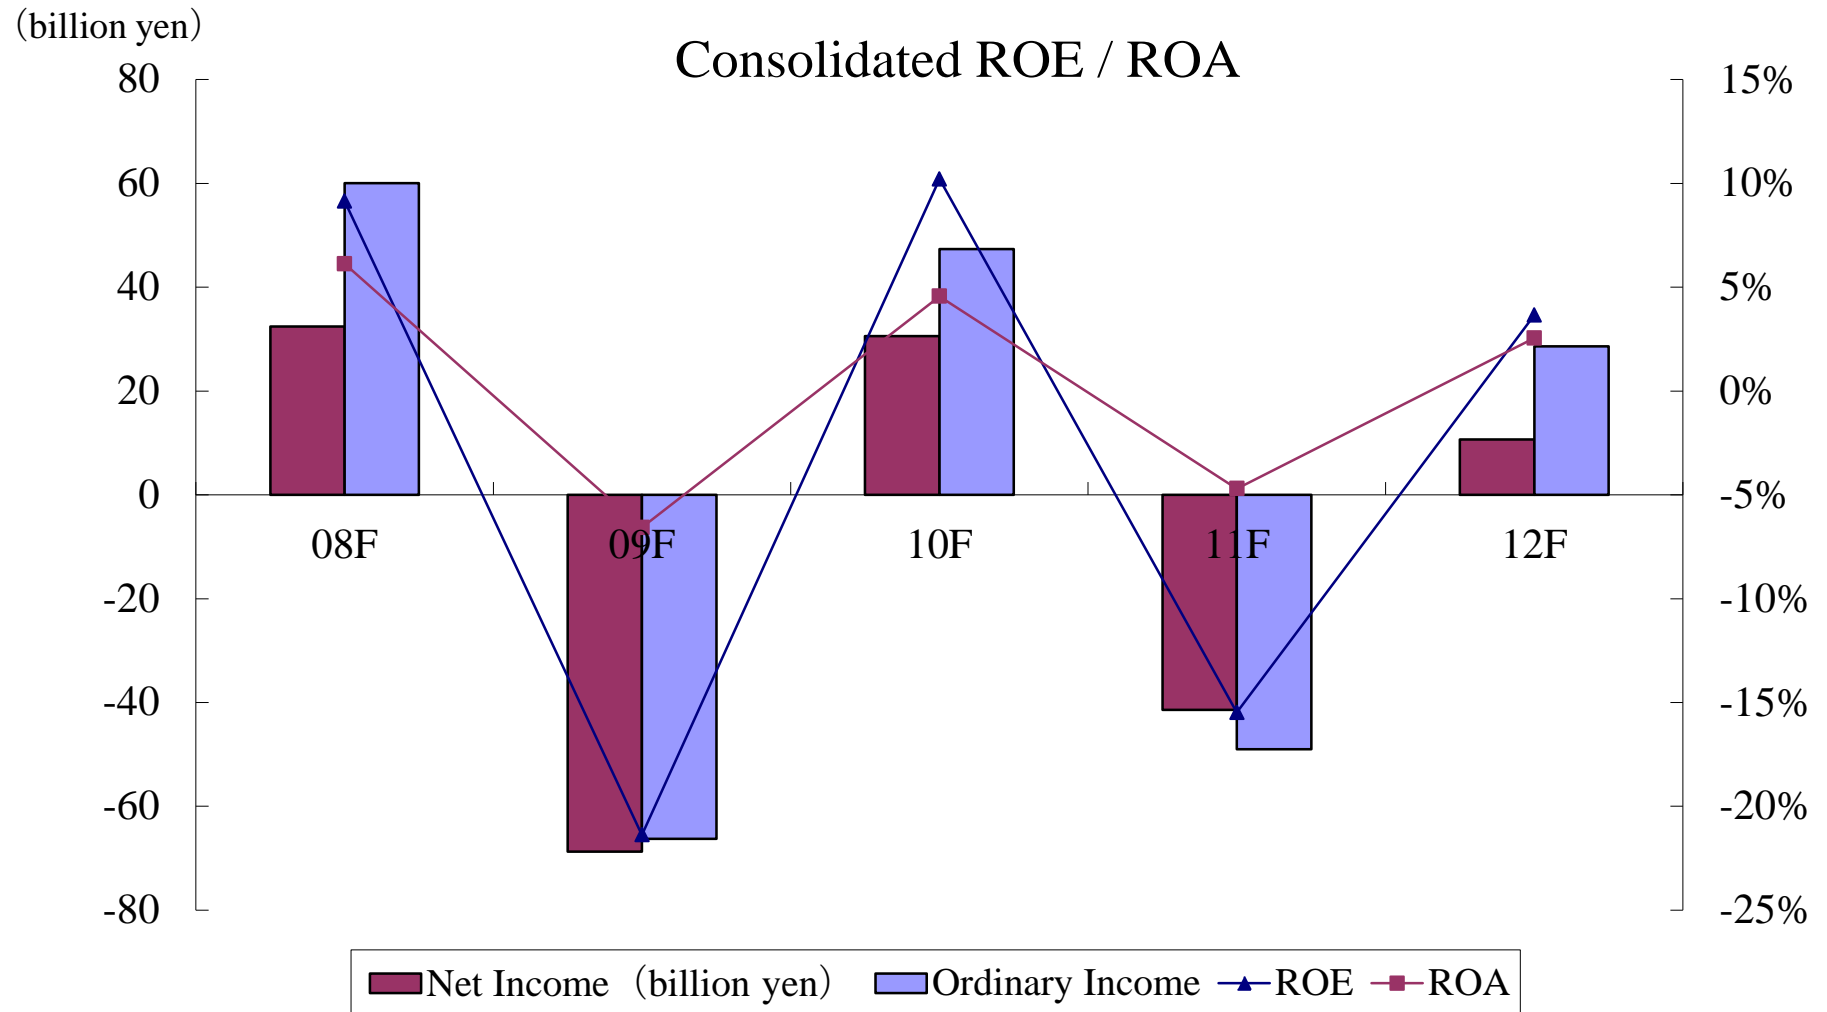 （billion yen）
Consolidated ROE / ROA
80 15%
60 10%
40 5%
20 0%
0 -5%
08F 09F 10F 11F 12F
-20 -10%
-40 -15%
-60 -20%
-80 -25%
Net Income（billion yen） Ordinary Income ROE ROA